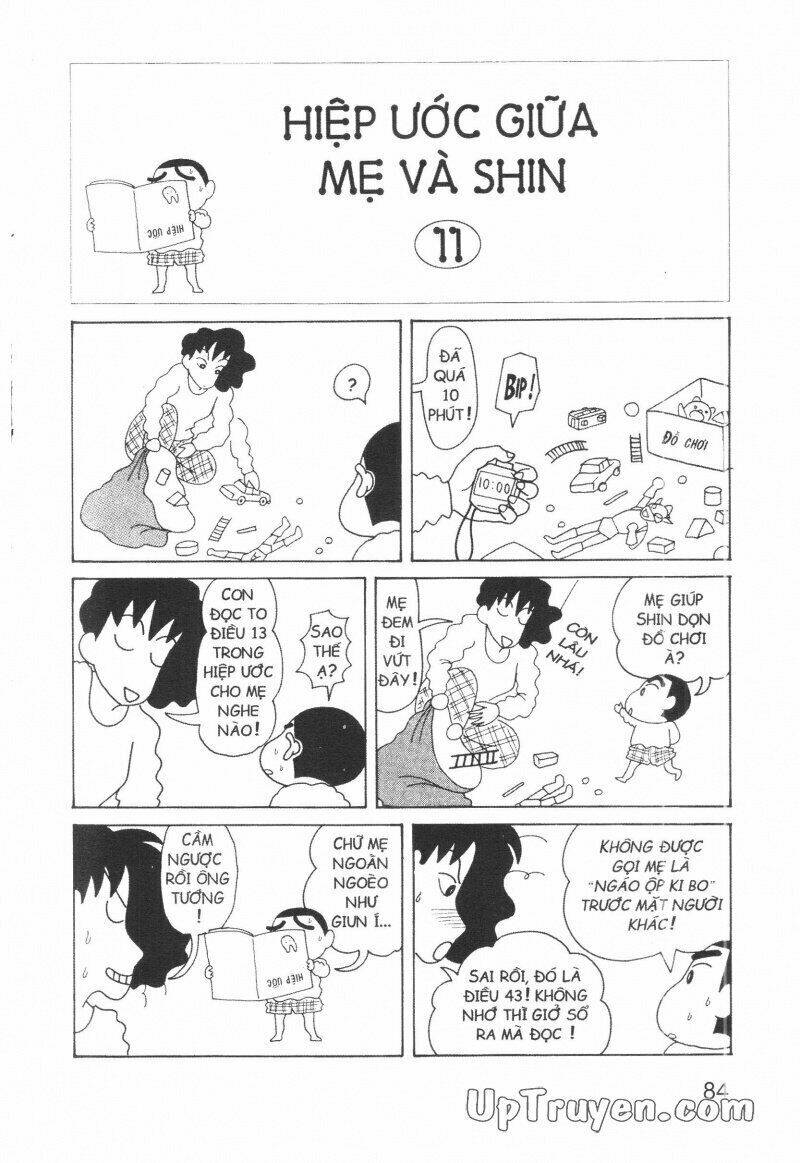 HIỆP ƯỚC GIỮA
MẸ VÀ SHIN
11
HIỆP ƯỚC
ĐÃ
QUÁ
10
PHÚT!
BIP!
10:00
ĐỒ CHƠI
?
MẸ GIÚP
SHIN DỌN
ĐỒ CHƠI
À?
CÒN
LÂU
NHÁ!
MẸ
ĐEM
ĐI
VỨT
ĐÂY!
SAO
THẾ
Ạ?
CON
ĐỌC TO
ĐIỀU 13
TRONG
HIỆP ƯỚC
CHO MẸ
NGHE
NÀO!
KHÔNG ĐƯỢC
GỌI MẸ LÀ
"NGÁO ỘP KI BO"
TRƯỚC MẶT NGƯỜI
KHÁC!
SAI RỒI, ĐÓ LÀ
ĐIỀU 43! KHÔNG
NHỚ THÌ GIỞ SỔ
RA MÀ ĐỌC !
CHỮ MẸ
NGOẰN
NGOÈO
NHƯ
GIUN Í...
CẦM
NGƯỢC
RỒI ÔNG
TƯỚNG
!
HIỆP ƯỚC
84
UpTruyen.com